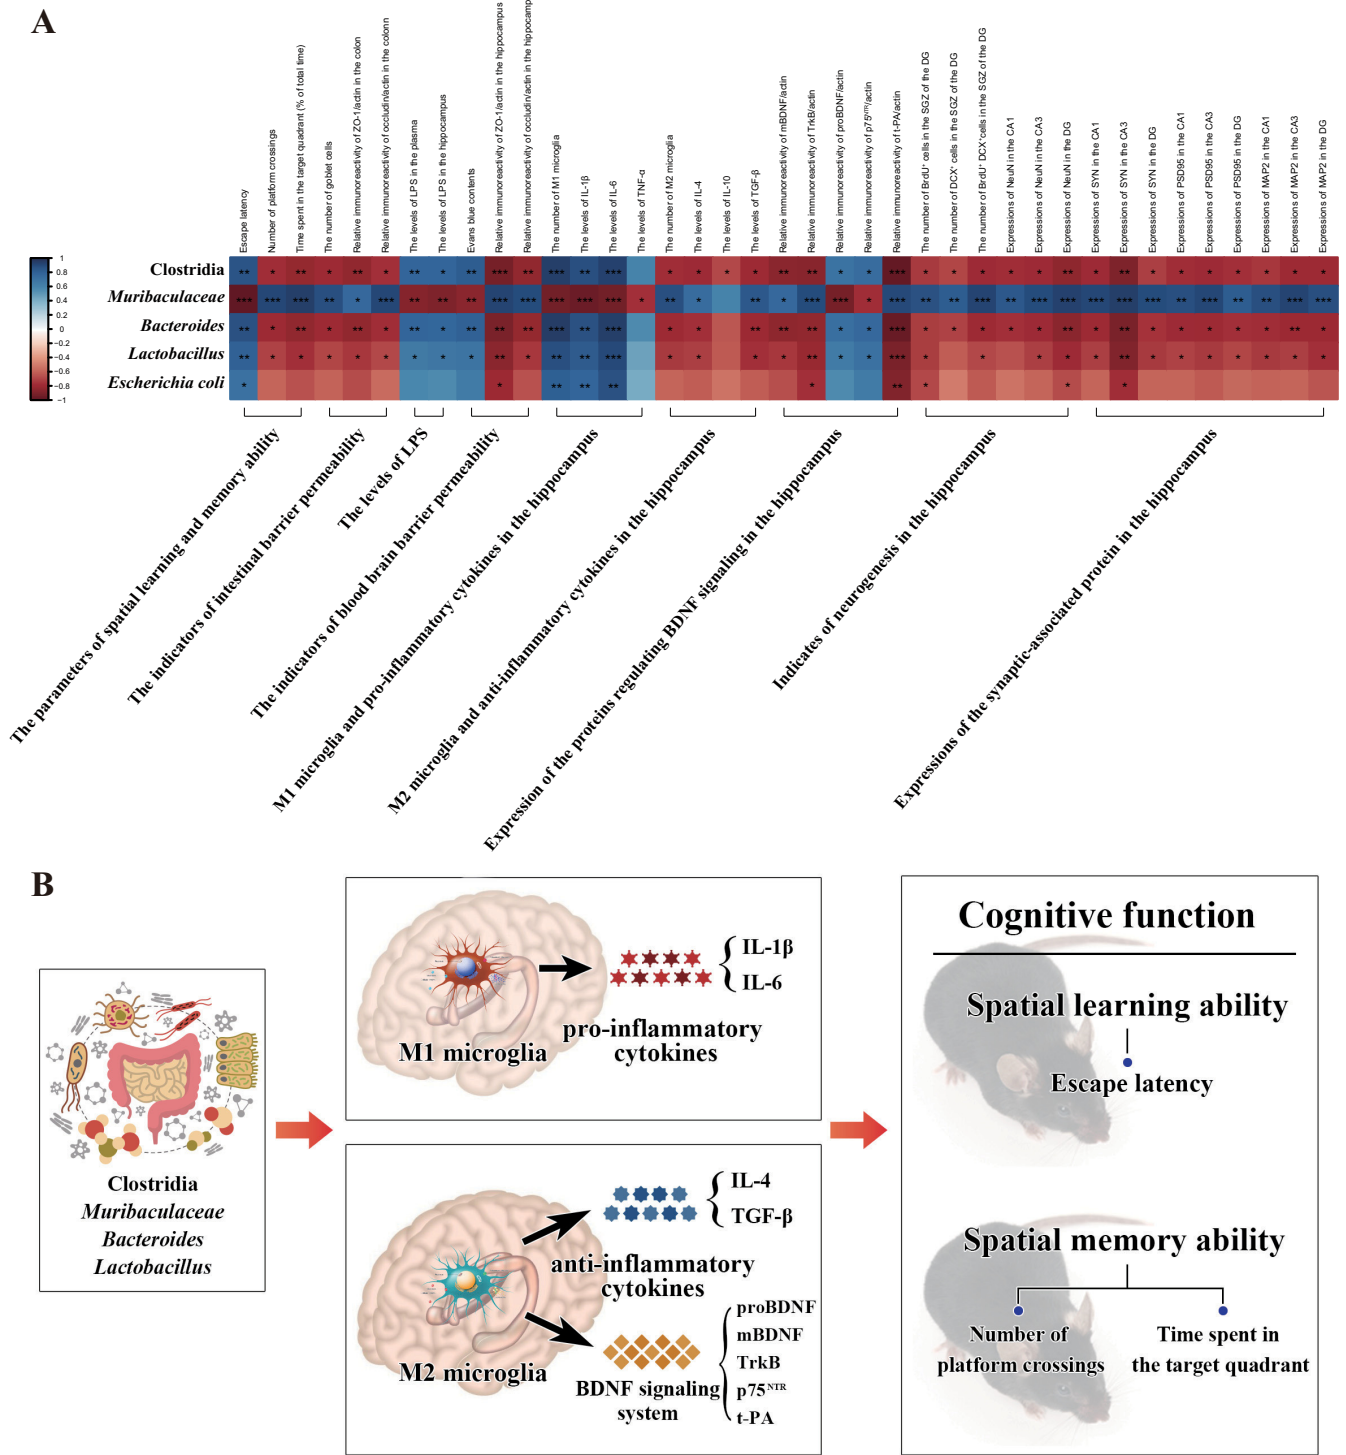 A
Escape latency
Number of platform crossings
Time spent in the target quadrant (% of total time)
The number of goblet cells
Relative immunoreactivity of ZO-1/actin in the colon
Relative immunoreactivity of occludin/actin in the colonn
The levels of LPS in the plasma
The levels of LPS in the hippocampus
Evans blue contents
Relative immunoreactivity of ZO-1/actin in the hippocampus
Relative immunoreactivity of occludin/actin in the
The number of M1 microglia
The levels of IL-1β
The levels of IL-6
The levels of TNF-α
The number of M2 microglia
The levels of IL-4
The levels of IL-10
The levels of TGF-β
Relative immunoreactivity of mBDNF/actin
Relative immunoreactivity of TrkB/actin
Relative immunoreactivity of proBDNF/actin
Relative immunoreactivity of p75ᴺᵀᴿ/actin
Relative immunoreactivity of t-PA/actin
The number of BrdU⁺ cells in the SGZ of the DG
The number of DCX⁺ cells in the SGZ of the DG
The number of BrdU⁺ DCX⁺cells in the SGZ of the DG
Expressions of NeuN in the CA1
Expressions of NeuN in the CA3
Expressions of NeuN in the DG
Expressions of SYN in the CA1
Expressions of SYN in the CA3
Expressions of SYN in the DG
Expressions of PSD95 in the CA1
Expressions of PSD95 in the CA3
Expressions of PSD95 in the DG
Expressions of MAP2 in the CA1
Expressions of MAP2 in the CA3
Expressions of MAP2 in the DG
1
0.8
0.6
0.4
0.2
0
−0.2
−0.4
−0.6
−0.8
−1
Clostridia
Muribaculaceae
Bacteroides
Lactobacillus
Escherichia coli
The parameters of spatial learning and memory ability
The indicators of intestinal barrier permeability
The levels of LPS
The indicators of blood brain barrier permeability
M1 microglia and pro-inflammatory cytokines in the hippocampus
M2 microglia and anti-inflammatory cytokines in the hippocampus
Expression of the proteins regulating BDNF signaling in the hippocampus
Indicates of neurogenesis in the hippocampus
Expressions of the synaptic-associated protein in the hippocampus
B
Clostridia
Muribaculaceae
Bacteroides
Lactobacillus
M1 microglia
pro-inflammatory
cytokines
IL-1β
IL-6
M2 microglia
IL-4
TGF-β
anti-inflammatory
cytokines
BDNF signaling
system
proBDNF
mBDNF
TrkB
p75ᴺᵀᴿ
t-PA
Cognitive function
Spatial learning ability
Escape latency
Spatial memory ability
Number of
platform crossings
Time spent in
the target quadrant